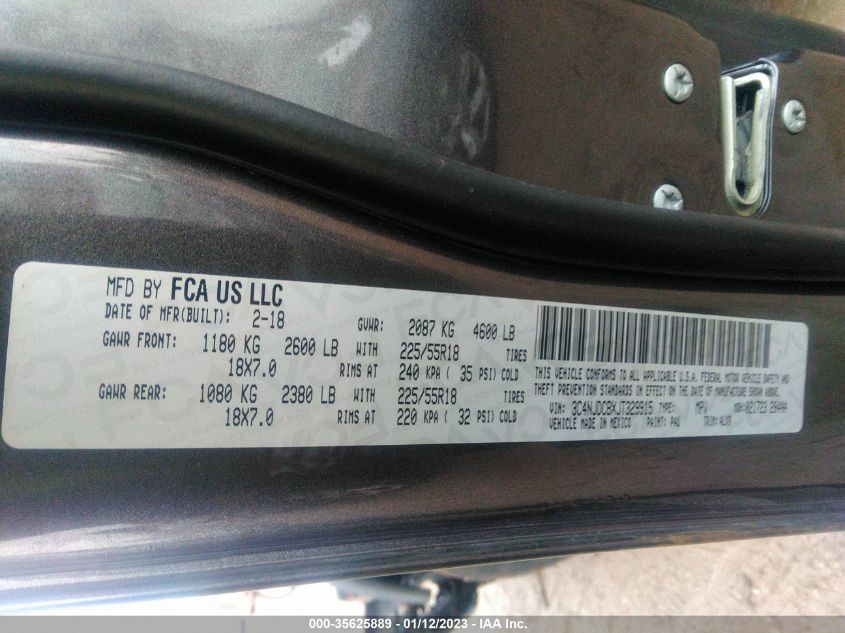 MFD BY FCA US LLC
DATE OF MFR(BUILT): 2-18 GVWR: 2087 KG 4600 LB
GAWR FRONT: 1180 KG 2600 LB WITH 225/55R18 TIRES
18X7.0 RIMS AT 240 KPA ( 35 PSI) COLD
GAWR REAR: 1080 KG 2380 LB WITH 225/55R18 TIRES
18X7.0 RIMS AT 220 KPA ( 32 PSI) COLD
THIS VEHICLE CONFORMS TO ALL APPLICABLE U.S.A. FEDERAL MOTOR VEHICLE SAFETY AND
THEFT PREVENTION STANDARDS IN EFFECT ON THE DATE OF MANUFACTURE SHOWN ABOVE.
VIN: 3C4NJDCBXJT329915 TYPE: MPV MDH: 021723
VEHICLE MADE IN MEXICO PAINT: PAU TRIM:
000-35625889 - 01/12/2023 - IAA Inc.